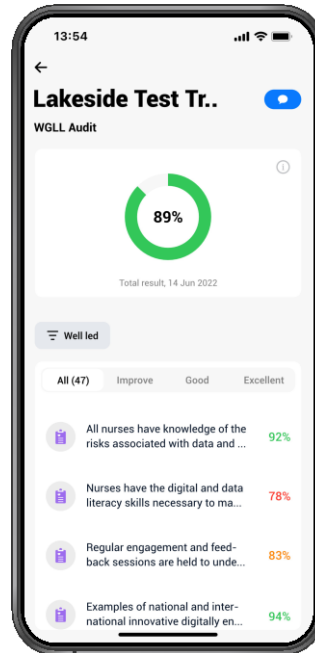 13:54
Lakeside Test Tr..
WGLL Audit
89%
Total result, 14 Jun 2022
Well led
All (47) Improve Good Excellent
All nurses have knowledge of the
risks associated with data and ...
92%
Nurses have the digital and data
literacy skills necessary to ma...
78%
Regular engagement and feed-
back sessions are held to unde...
83%
Examples of national and inter-
national innovative digitally en...
94%